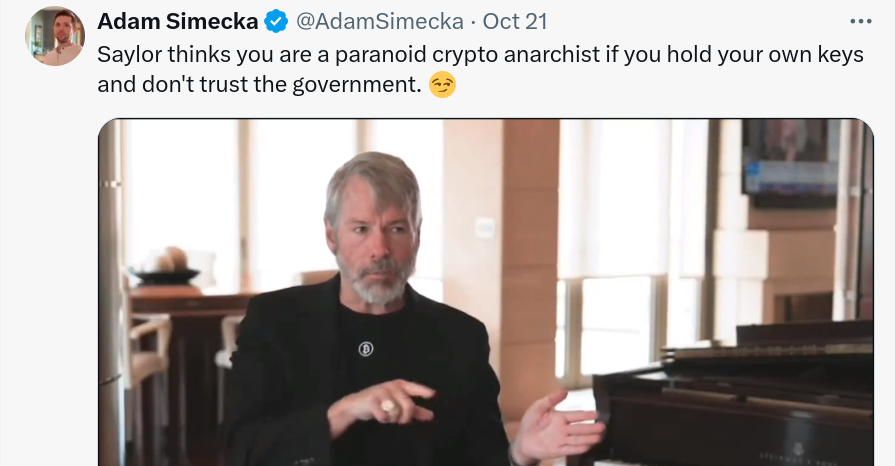 Adam Simecka @AdamSimecka · Oct 21
Saylor thinks you are a paranoid crypto anarchist if you hold your own keys
and don't trust the government. 😏